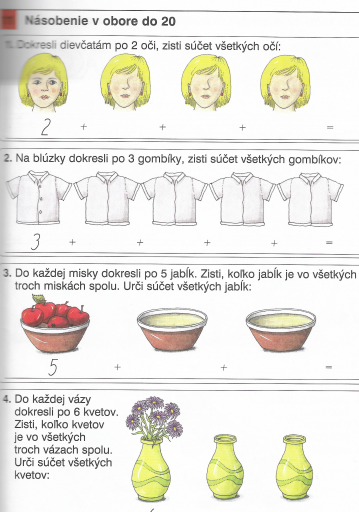 Násobenie v obore do 20
1. Dokresli dievčatám po 2 oči, zisti súčet všetkých očí:
2 + + + =
2. Na blúzky dokresli po 3 gombíky, zisti súčet všetkých gombíkov:
3 + + + + =
3. Do každej misky dokresli po 5 jabĺk. Zisti, koľko jabĺk je vo všetkých
troch miskách spolu. Urči súčet všetkých jabĺk:
5 + + =
4. Do každej vázy
dokresli po 6 kvetov.
Zisti, koľko kvetov
je vo všetkých
troch vázach spolu.
Urči súčet všetkých
kvetov: